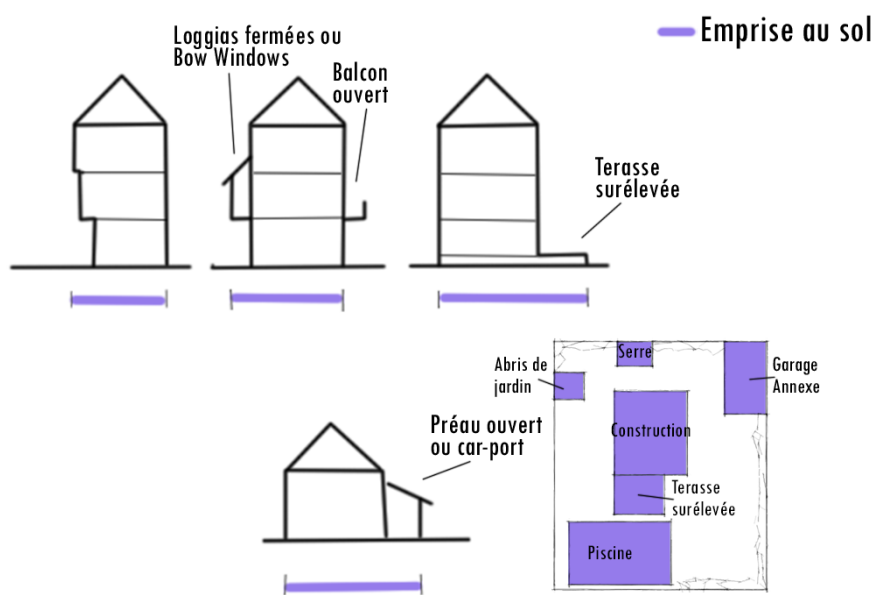 Emprise au sol
Loggias fermées ou
Bow Windows
Balcon
ouvert
Terasse
surélevée
Préau ouvert
ou car-port
Serre
Abris de
jardin
Garage
Annexe
Construction
Terasse
surélevée
Piscine